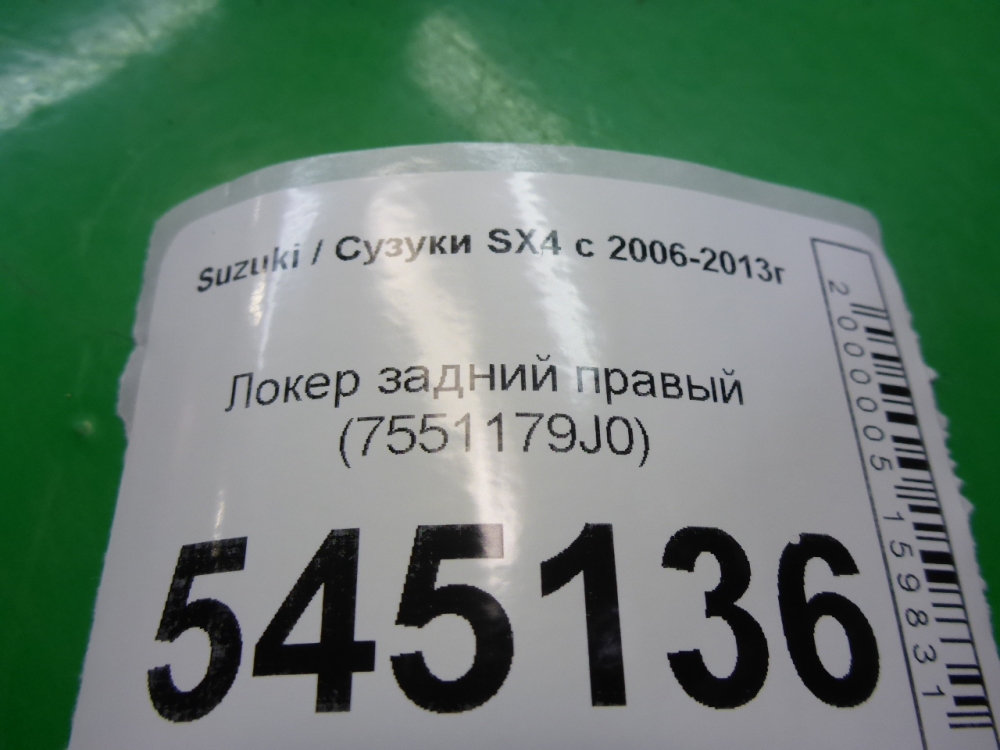 Suzuki / Сузуки SX4 с 2006-2013г
Локер задний правый
(7551179J0)
545136
2000005159831